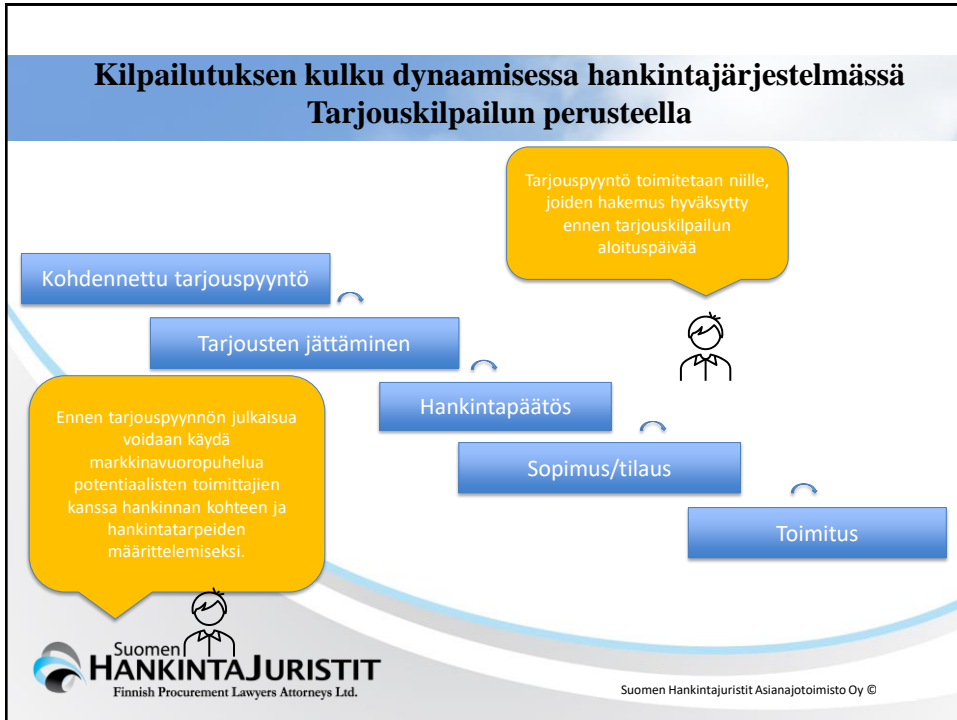 Kilpailutuksen kulku dynaamisessa hankintajärjestelmässä
Tarjouskilpailun perusteella
Tarjouspyyntö toimitetaan niille,
joiden hakemus hyväksytty
ennen tarjouskilpailun
aloituspäivää
Kohdennettu tarjouspyyntö
Tarjousten jättäminen
Hankintapäätös
Ennen tarjouspyynnön julkaisua
voidaan käydä
markkinavuoropuhelua
potentiaalisten toimittajien
kanssa hankinnan kohteen ja
hankintatarpeiden
määrittelemiseksi.
Sopimus/tilaus
Toimitus
Suomen
HANKINTAJURISTIT
Finnish Procurement Lawyers Attorneys Ltd.
Suomen Hankintajuristit Asianajotoimisto Oy ©